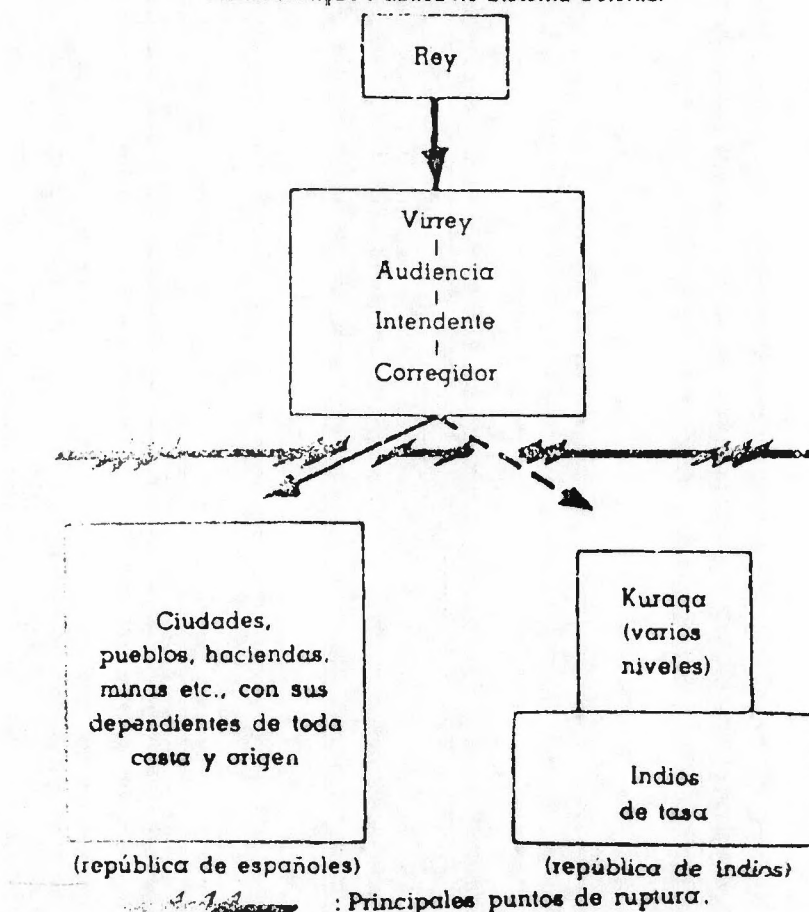 Rey
Virrey
Audiencia
Intendente
Corregidor
Ciudades,
pueblos, haciendas,
minas etc., con sus
dependientes de toda
casta y origen
(república de españoles)
Kuraqa
(varios
niveles)
Indios
de tasa
(república de indios)
: Principales puntos de ruptura.